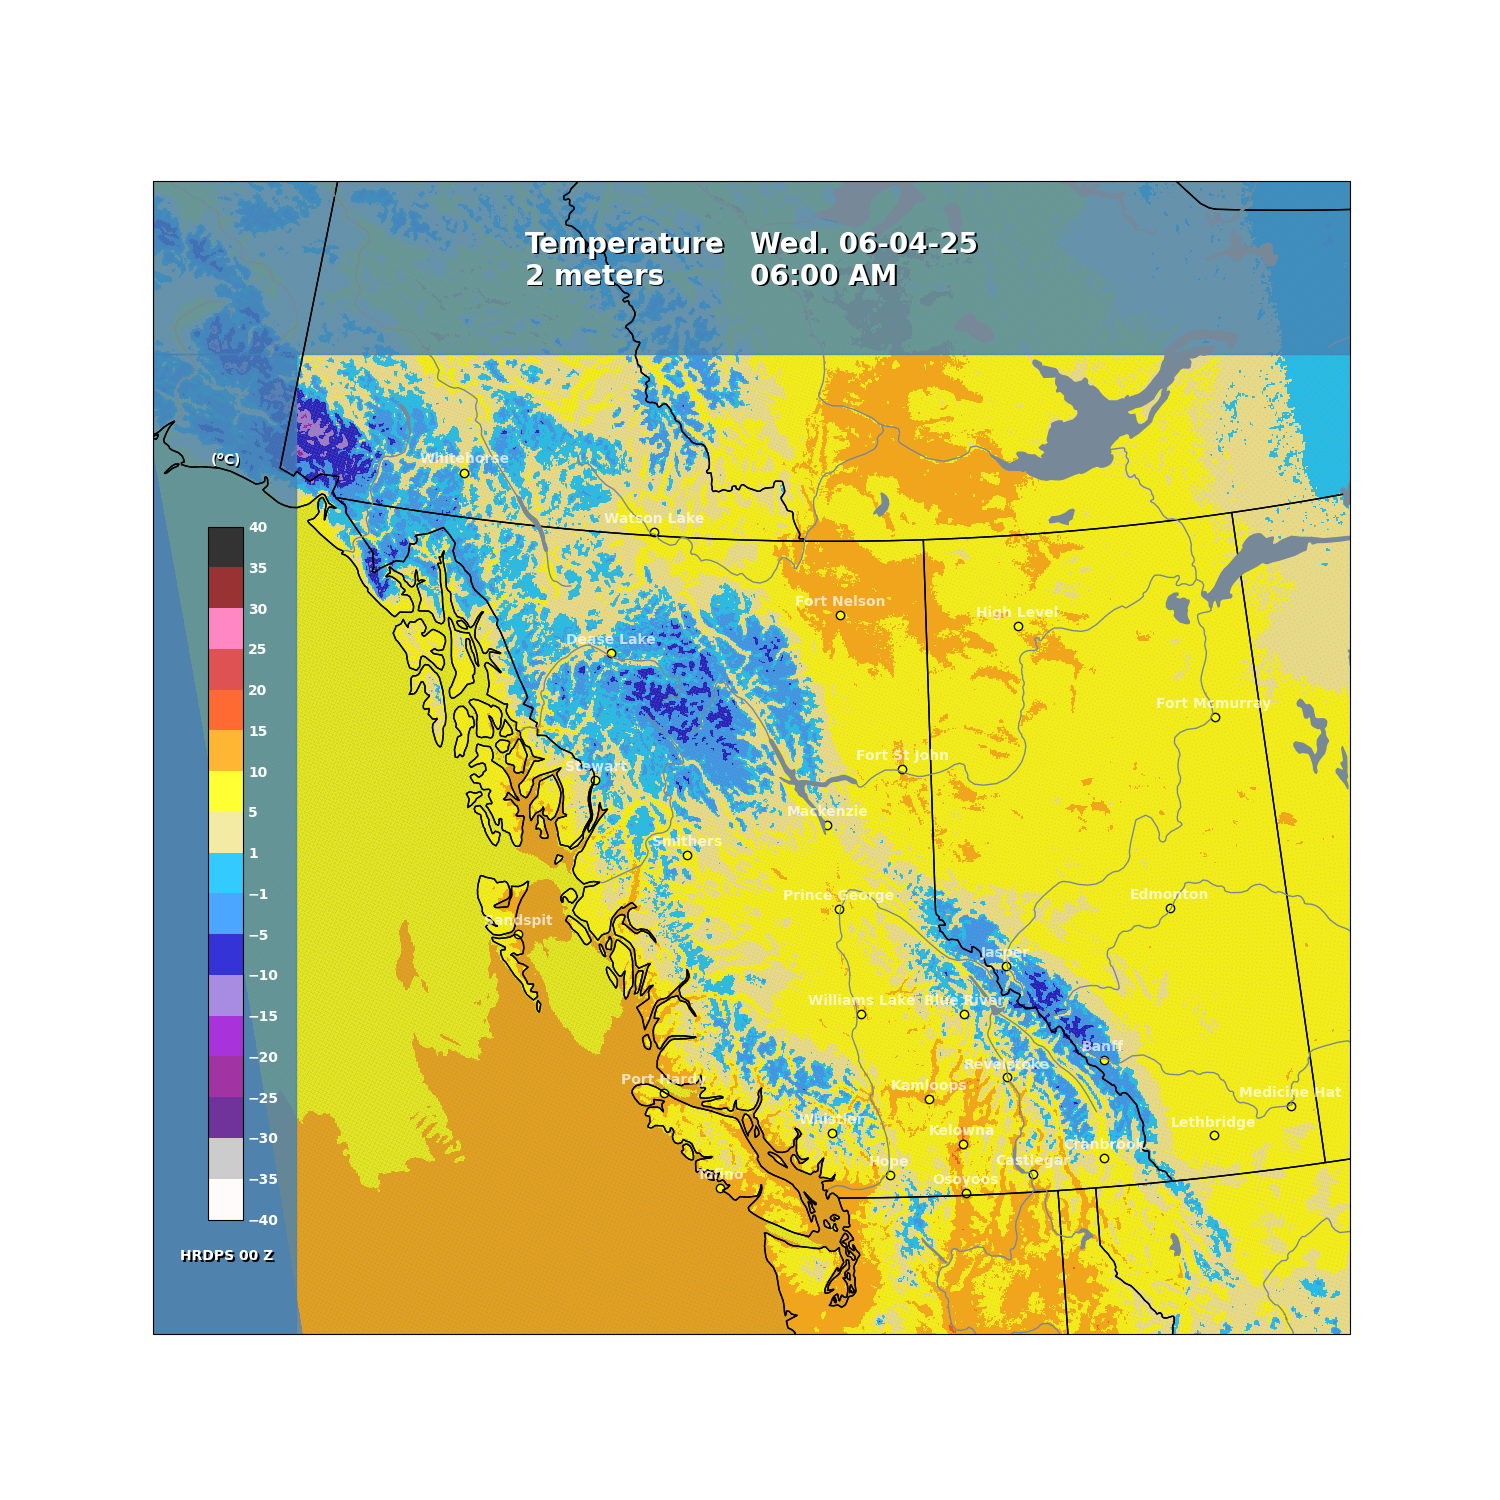 Temperature Wed. 06-04-25
2 meters 06:00 AM
Whitehorse
(°C)
Watson Lake
40
35
30
25
20
15
10
5
1
−1
−5
−10
−15
−20
−25
−30
−35
−40
Fort Nelson
High Level
Dease Lake
Fort Mcmurray
Fort St John
Stewart
Mackenzie
Smithers
Prince George
Edmonton
Sandspit
Jasper
Williams Lake
Blue River
Banff
Revelstoke
Port Hardy
Kamloops
Medicine Hat
Whistler
Lethbridge
Kelowna
Cranbrook
Hope
Castlegar
Tofino
Osoyoos
HRDPS 00 Z